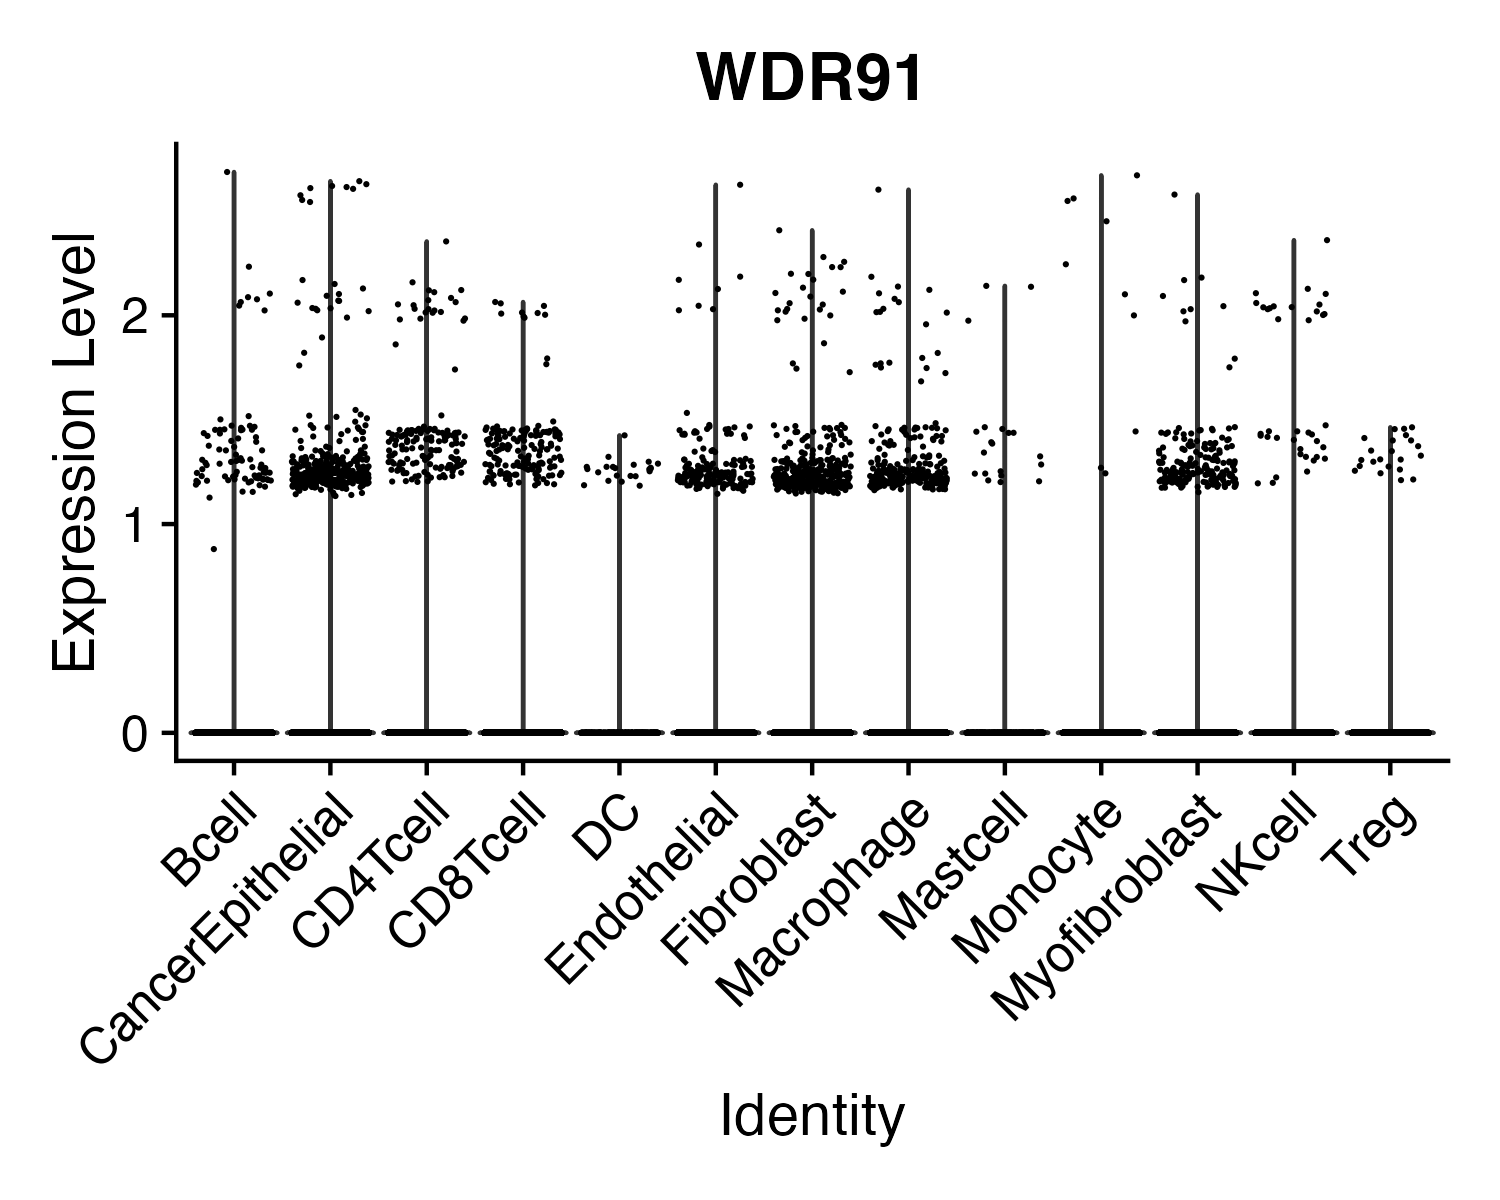 WDR91
Expression Level
2
1
0
Bcell
CancerEpithelial
CD4Tcell
CD8Tcell
DC
Endothelial
Fibroblast
Macrophage
Mastcell
Monocyte
Myofibroblast
NKcell
Treg
Identity